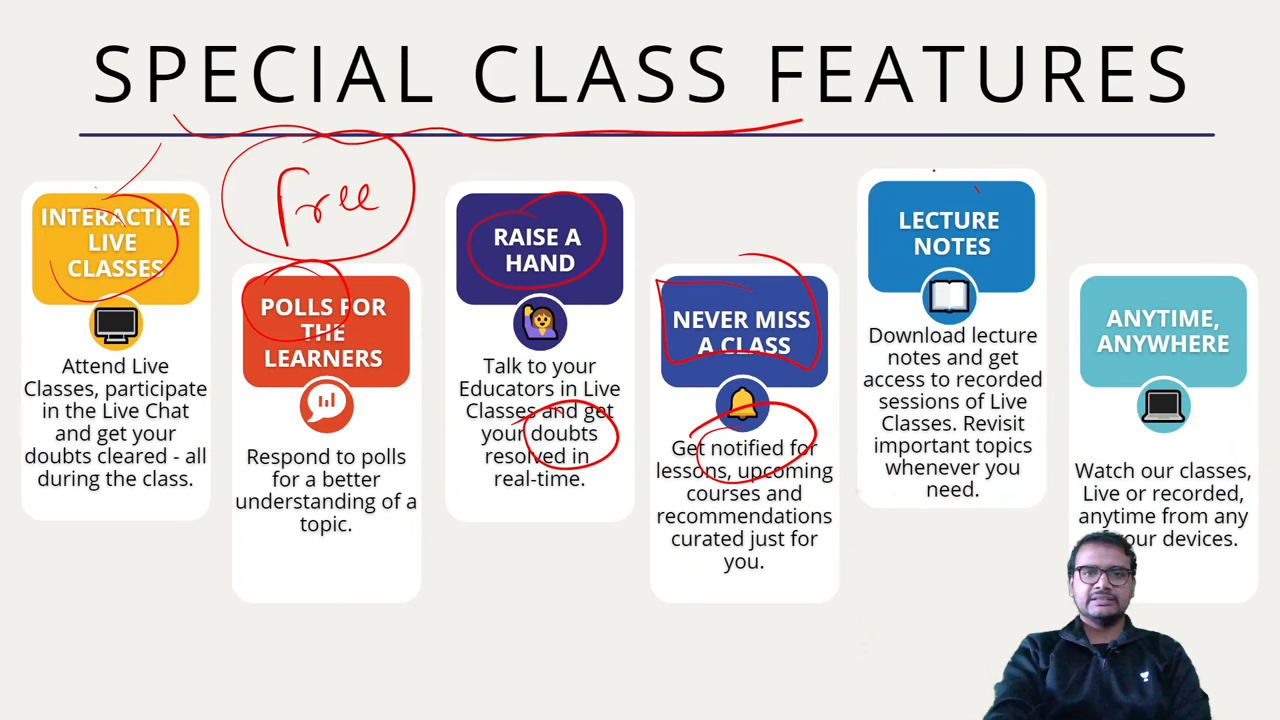 SPECIAL CLASS FEATURES
Free
INTERACTIVE
LIVE
CLASSES
Attend Live
Classes, participate
in the Live Chat
and get your
doubts cleared - all
during the class.
POLLS FOR
THE
LEARNERS
Respond to polls
for a better
understanding of a
topic.
RAISE A
HAND
Talk to your
Educators in Live
Classes and get
your doubts
resolved in
real-time.
NEVER MISS
A CLASS
Get notified for
lessons, upcoming
courses and
recommendations
curated just for
you.
LECTURE
NOTES
Download lecture
notes and get
access to recorded
sessions of Live
Classes. Revisit
important topics
whenever you
need.
ANYTIME,
ANYWHERE
Watch our classes,
Live or recorded,
anytime from any
your devices.